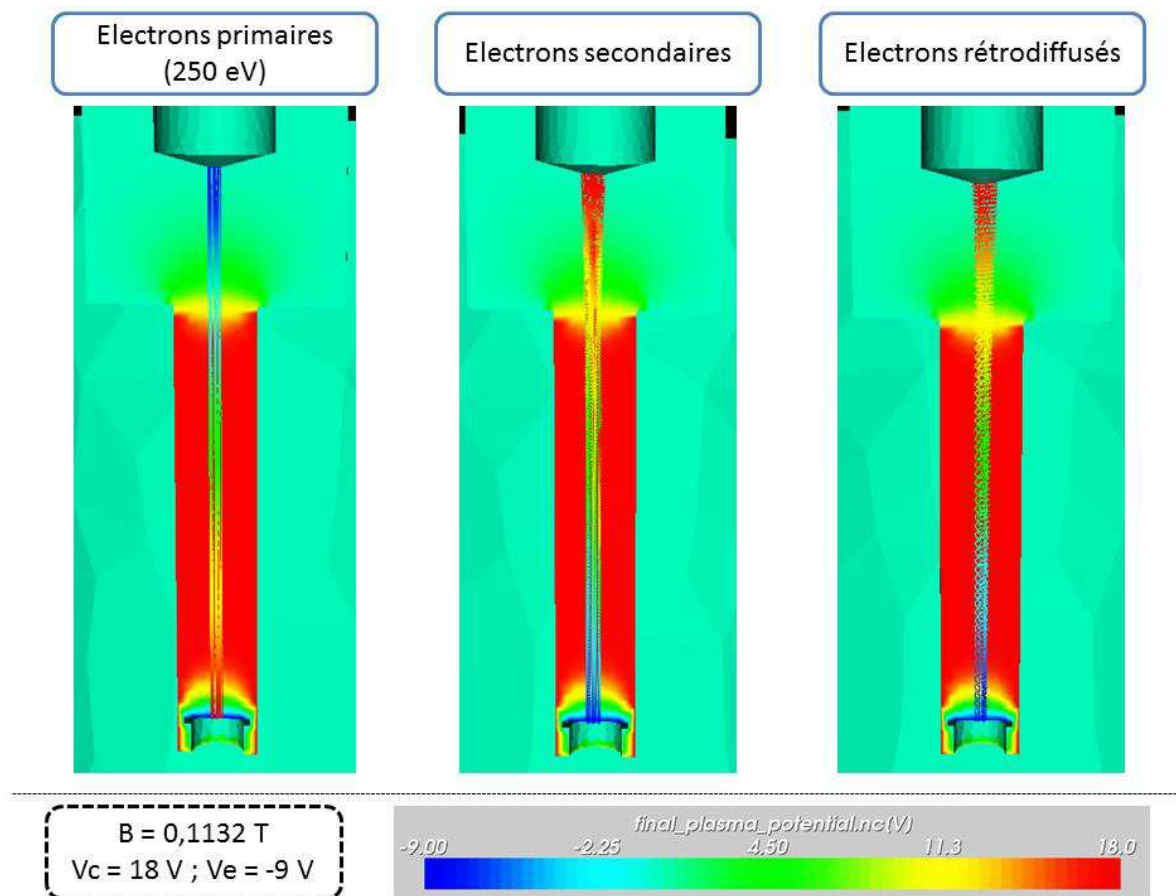 Electrons primaires
(250 eV)
Electrons secondaires
Electrons rétrodiffusés
B = 0,1132 T
Vc = 18 V ; Ve = -9 V
final_plasma_potential.nc(V)
-9.00 -2.25 4.50 11.3 18.0